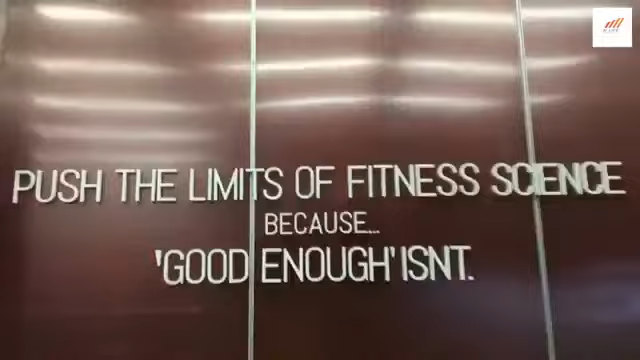 PUSH THE LIMITS OF FITNESS SCIENCE
BECAUSE...
'GOOD ENOUGH' ISNT.